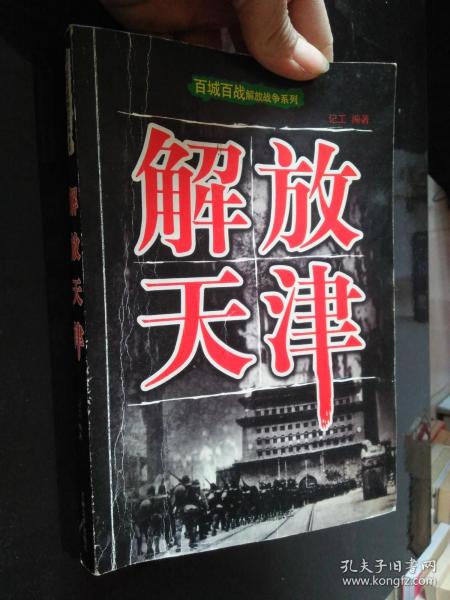 百城百战解放战争系列
记工 编著
解放
天津
解放天津
孔夫子旧书网
www.kongfz.com